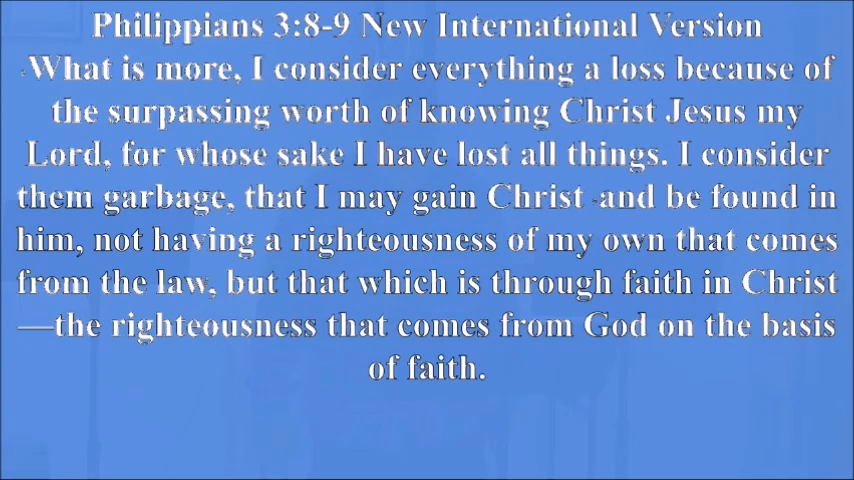 Philippians 3:8-9 New International Version
What is more, I consider everything a loss because of
the surpassing worth of knowing Christ Jesus my
Lord, for whose sake I have lost all things. I consider
them garbage, that I may gain Christ and be found in
him, not having a righteousness of my own that comes
from the law, but that which is through faith in Christ
—the righteousness that comes from God on the basis
of faith.